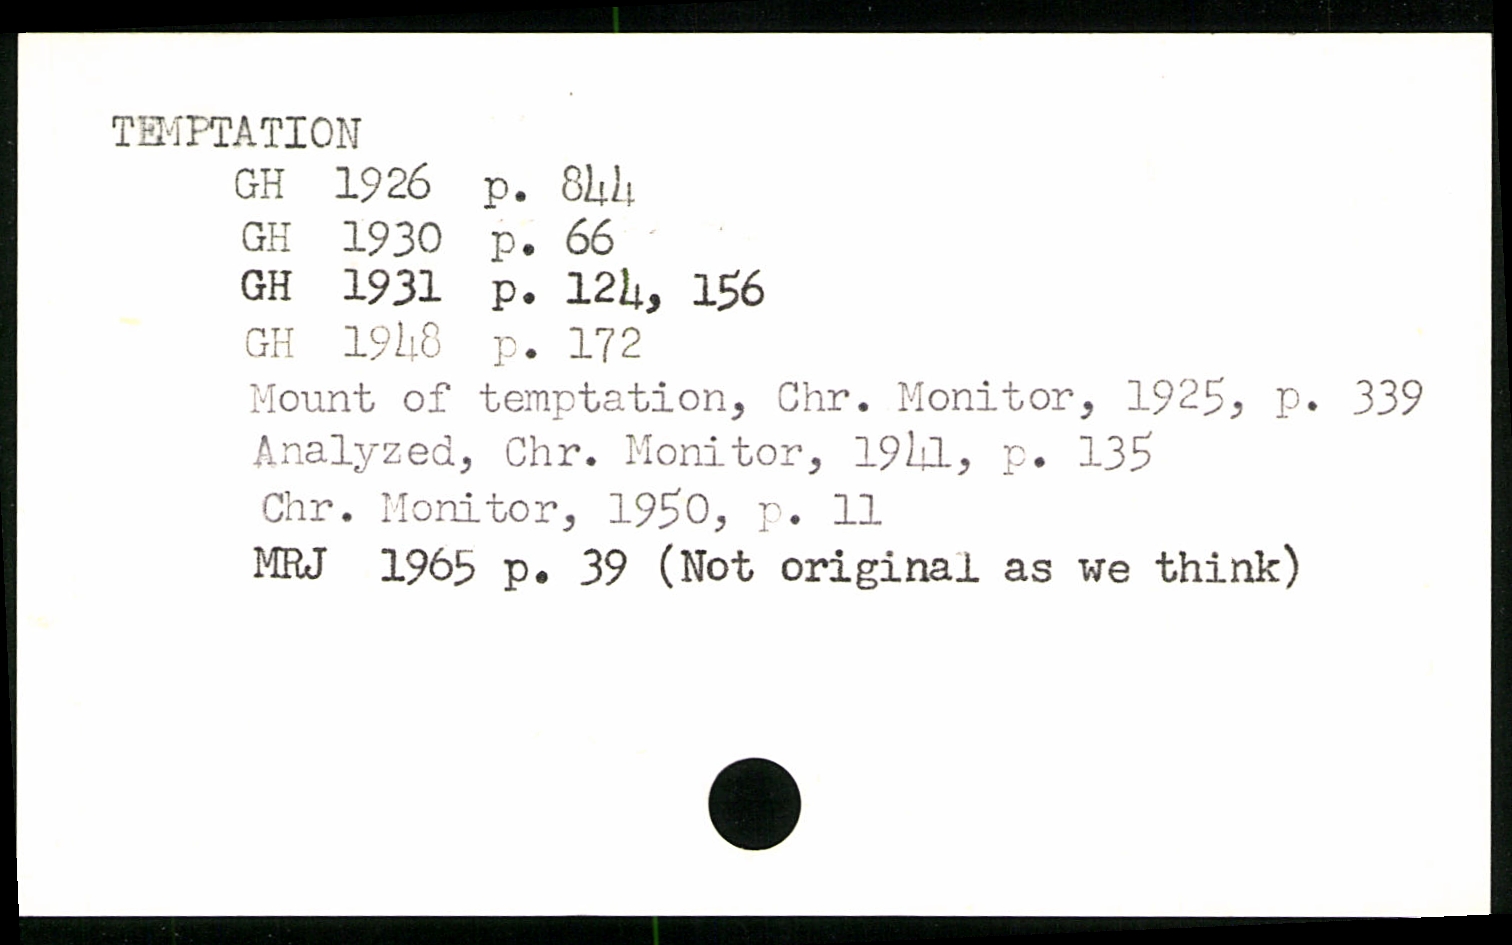 TEMPTATION
GH 1926 p. 844
GH 1930 p. 66
GH 1931 p. 124, 156
GH 1948 p. 172
Mount of temptation, Chr. Monitor, 1925, p. 339
Analyzed, Chr. Monitor, 1941, p. 135
Chr. Monitor, 1950, p. 11
MRJ 1965 p. 39 (Not original as we think)